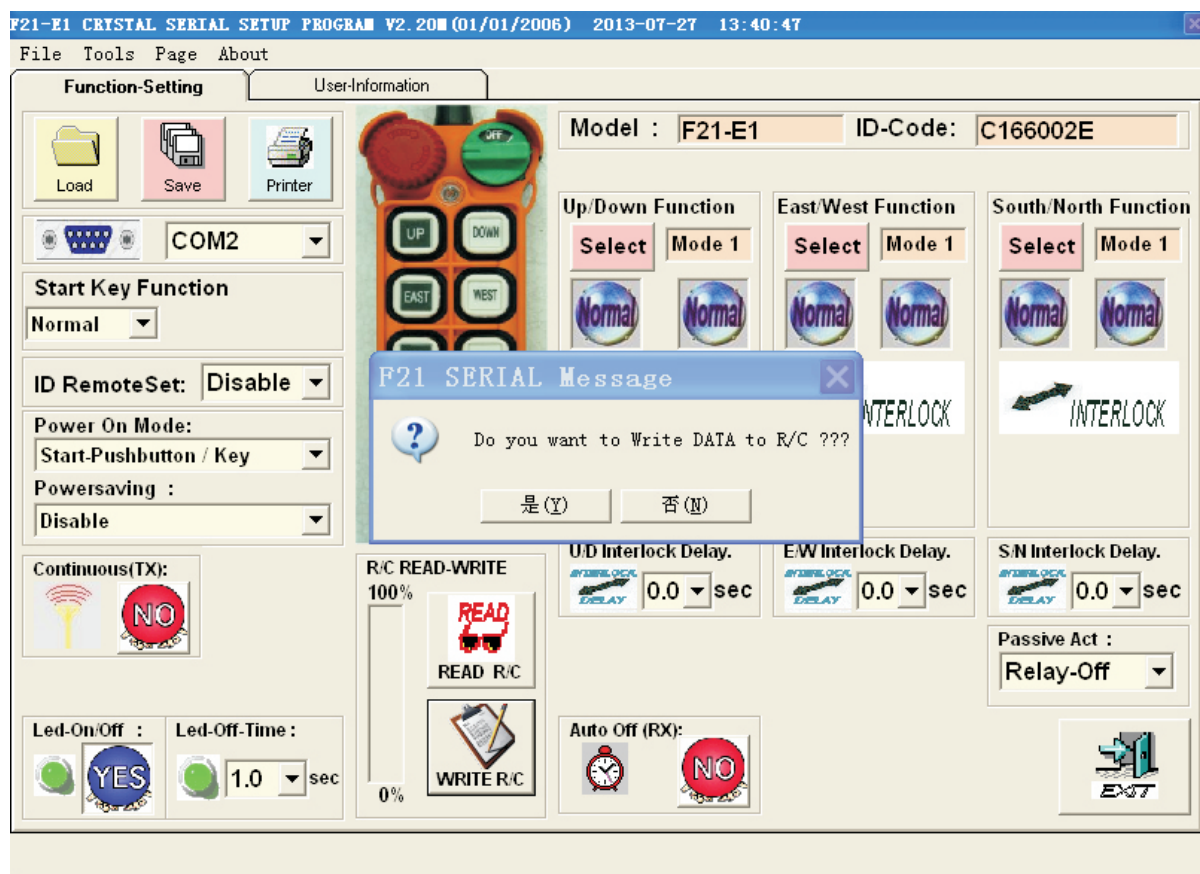 F21-E1 CRYSTAL SERIAL SETUP PROGRAM V2.20M(01/01/2006) 2013-07-27 13:40:47
File Tools Page About
Function-Setting User-Information
Load Save Printer
Model : F21-E1 ID-Code: C166002E
OFF
COM2
Up/Down Function East/West Function South/North Function
Select Mode 1 Select Mode 1 Select Mode 1
UP DOWN
Start Key Function
Normal
EAST WEST
Normal Normal Normal Normal Normal Normal
ID RemoteSet: Disable
F21 SERIAL Message
Do you want to Write DATA to R/C ???
是(Y) 否(N)
NTERLOCK INTERLOCK
Power On Mode:
Start-Pushbutton / Key
Powersaving :
Disable
Continuous(TX):
NO
R/C READ-WRITE
100%
READ
READ R/C
WRITE R/C
0%
U/D Interlock Delay. E/W Interlock Delay. S/N Interlock Delay.
INTERLOCK DELAY 0.0 sec INTERLOCK DELAY 0.0 sec INTERLOCK DELAY 0.0 sec
Passive Act :
Relay-Off
Led-On/Off : Led-Off-Time :
YES 1.0 sec
Auto Off (RX):
NO
EXIT